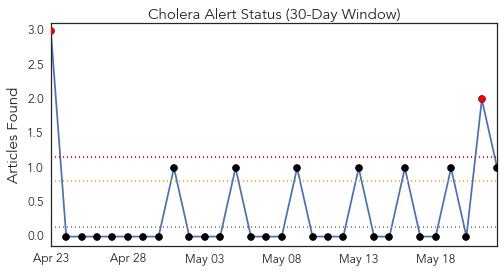 Cholera Alert Status (30-Day Window)
Articles Found
3.0
2.5
2.0
1.5
1.0
0.5
0.0
Apr 23
Apr 28
May 03
May 08
May 13
May 18